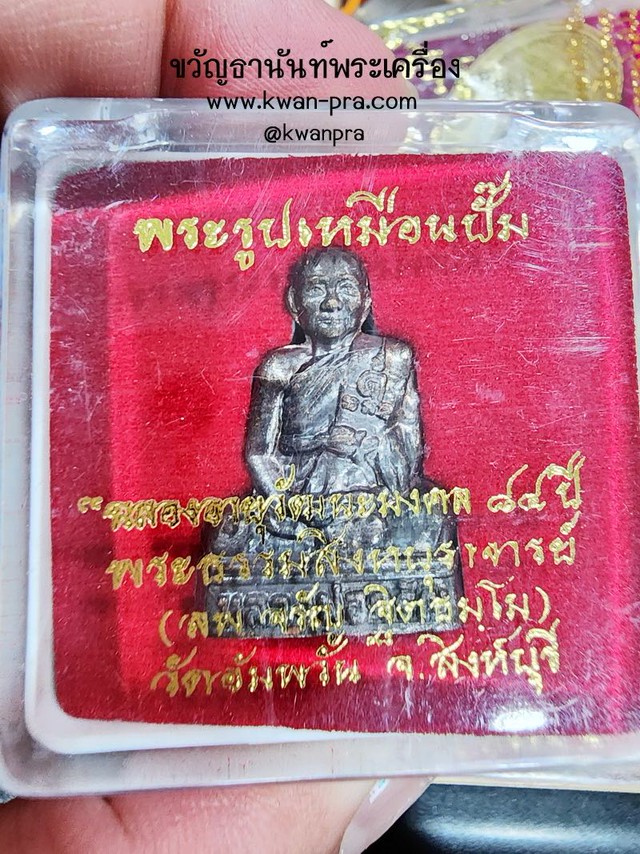 ขวัญธานันท์พระเครื่อง
www.kwan-pra.com
@kwanpra
พระรูปเหมือนปั๊ม
"ฉลองอายุวัฒนะมงคล ๘๔ ปี
พระธรรมสิงหบุราจารย์
(ลพ จรัญ ฐิตธมฺโม)
วัดอัมพวัน จ.สิงห์บุรี